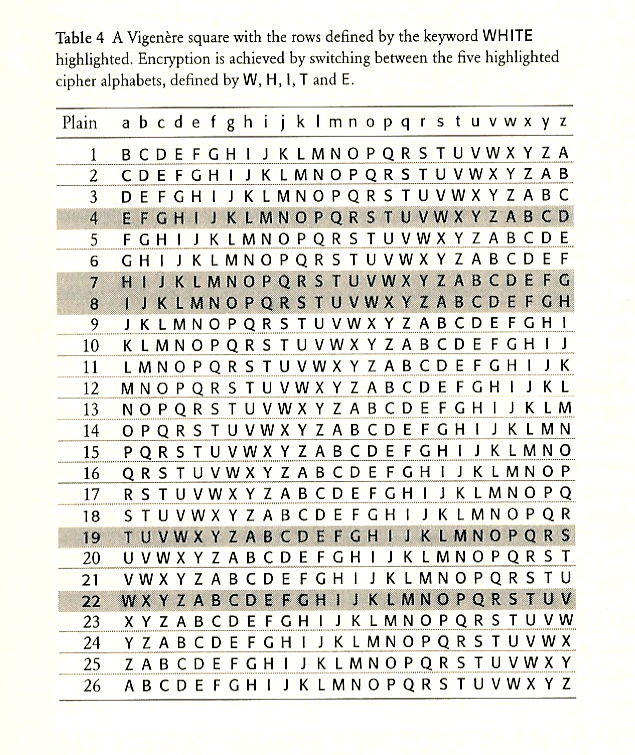 Table 4 A Vigenère square with the rows defined by the keyword WHITE
highlighted. Encryption is achieved by switching between the five highlighted
cipher alphabets, defined by W, H, I, T and E.
Plain a b c d e f g h i j k l m n o p q r s t u v w x y z
1 B C D E F G H I J K L M N O P Q R S T U V W X Y Z A
2 C D E F G H I J K L M N O P Q R S T U V W X Y Z A B
3 D E F G H I J K L M N O P Q R S T U V W X Y Z A B C
4 E F G H I J K L M N O P Q R S T U V W X Y Z A B C D
5 F G H I J K L M N O P Q R S T U V W X Y Z A B C D E
6 G H I J K L M N O P Q R S T U V W X Y Z A B C D E F
7 H I J K L M N O P Q R S T U V W X Y Z A B C D E F G
8 I J K L M N O P Q R S T U V W X Y Z A B C D E F G H
9 J K L M N O P Q R S T U V W X Y Z A B C D E F G H I
10 K L M N O P Q R S T U V W X Y Z A B C D E F G H I J
11 L M N O P Q R S T U V W X Y Z A B C D E F G H I J K
12 M N O P Q R S T U V W X Y Z A B C D E F G H I J K L
13 N O P Q R S T U V W X Y Z A B C D E F G H I J K L M
14 O P Q R S T U V W X Y Z A B C D E F G H I J K L M N
15 P Q R S T U V W X Y Z A B C D E F G H I J K L M N O
16 Q R S T U V W X Y Z A B C D E F G H I J K L M N O P
17 R S T U V W X Y Z A B C D E F G H I J K L M N O P Q
18 S T U V W X Y Z A B C D E F G H I J K L M N O P Q R
19 T U V W X Y Z A B C D E F G H I J K L M N O P Q R S
20 U V W X Y Z A B C D E F G H I J K L M N O P Q R S T
21 V W X Y Z A B C D E F G H I J K L M N O P Q R S T U
22 W X Y Z A B C D E F G H I J K L M N O P Q R S T U V
23 X Y Z A B C D E F G H I J K L M N O P Q R S T U V W
24 Y Z A B C D E F G H I J K L M N O P Q R S T U V W X
25 Z A B C D E F G H I J K L M N O P Q R S T U V W X Y
26 A B C D E F G H I J K L M N O P Q R S T U V W X Y Z